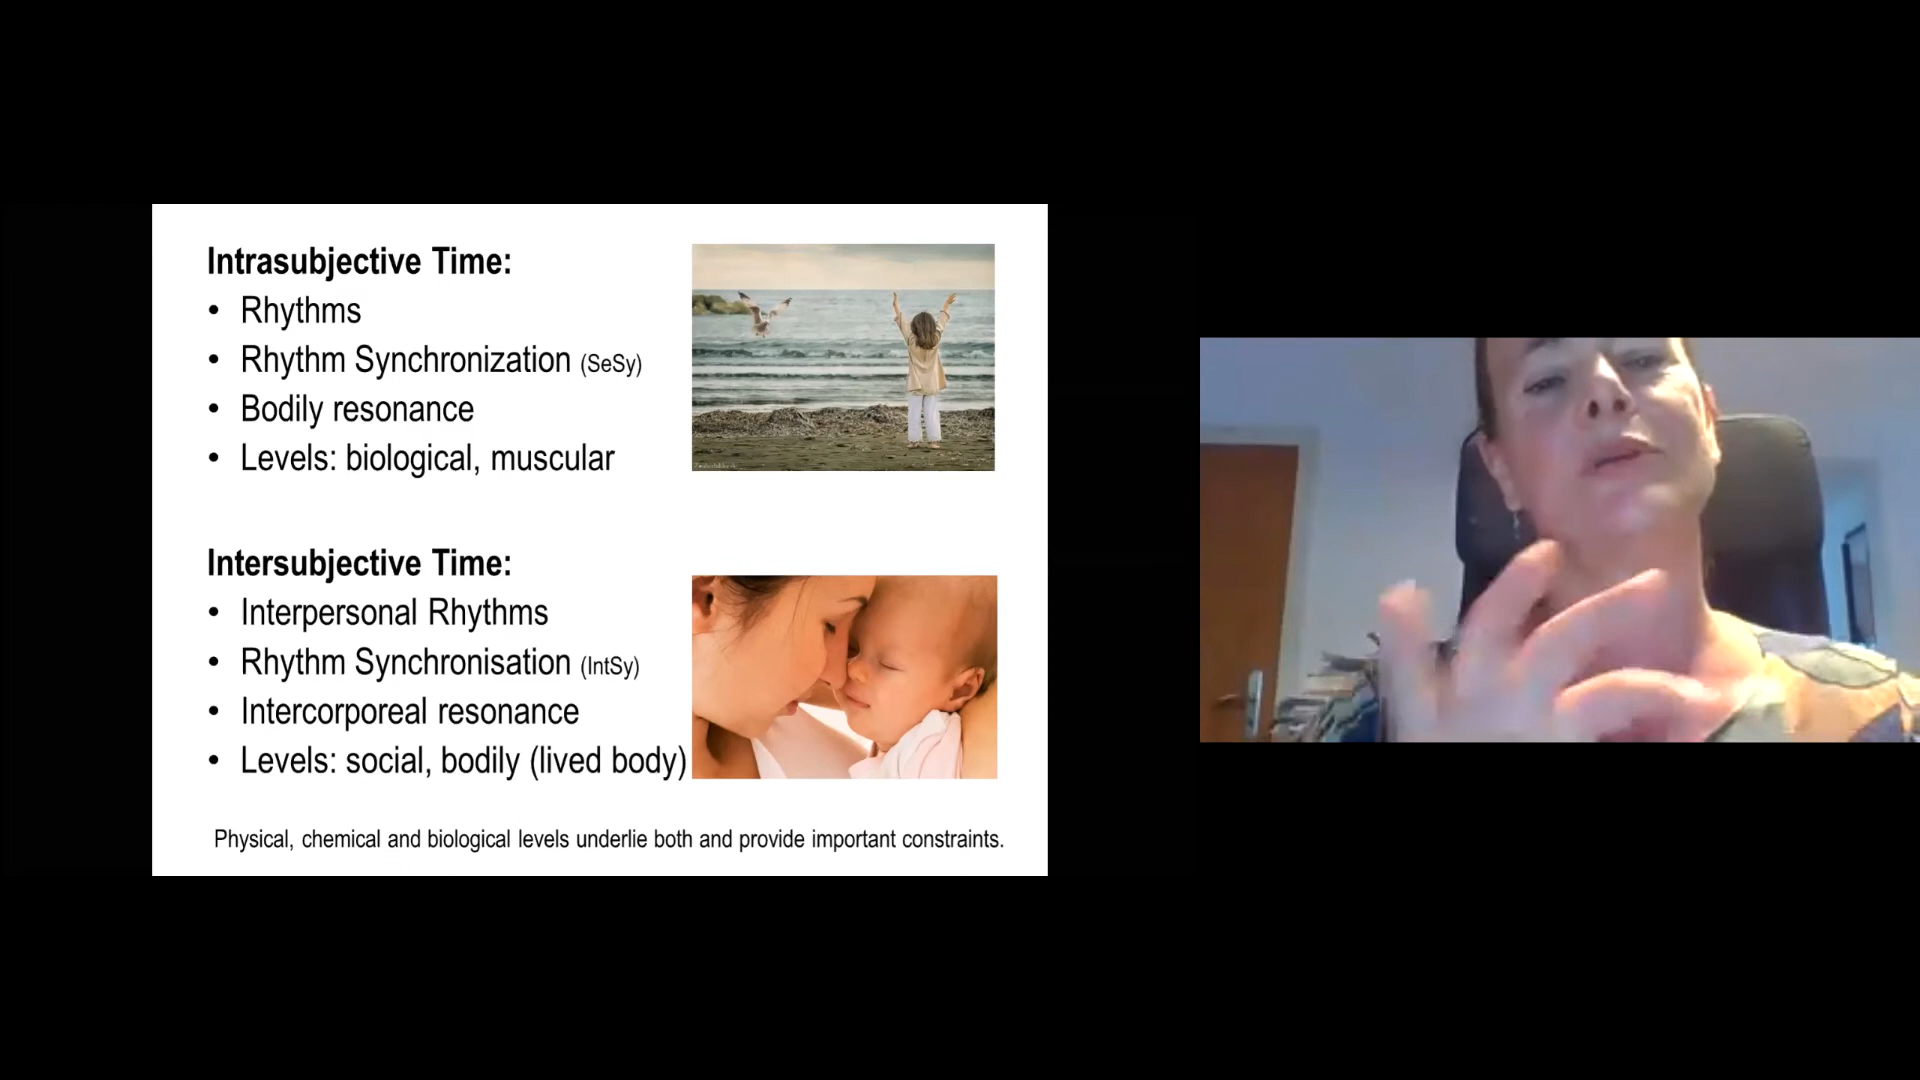 Intrasubjective Time:
• Rhythms
• Rhythm Synchronization (SeSy)
• Bodily resonance
• Levels: biological, muscular
Intersubjective Time:
• Interpersonal Rhythms
• Rhythm Synchronisation (IntSy)
• Intercorporeal resonance
• Levels: social, bodily (lived body)
Physical, chemical and biological levels underlie both and provide important constraints.